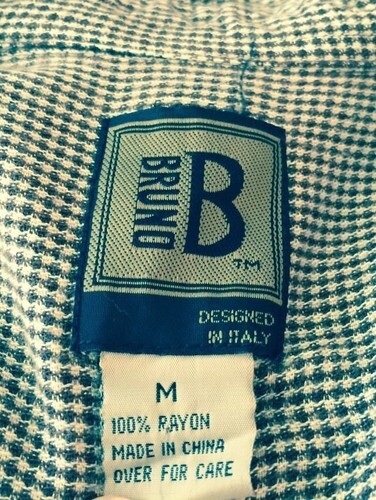 BRUNO
B
TM
DESIGNED
IN ITALY
M
100% RAYON
MADE IN CHINA
OVER FOR CARE